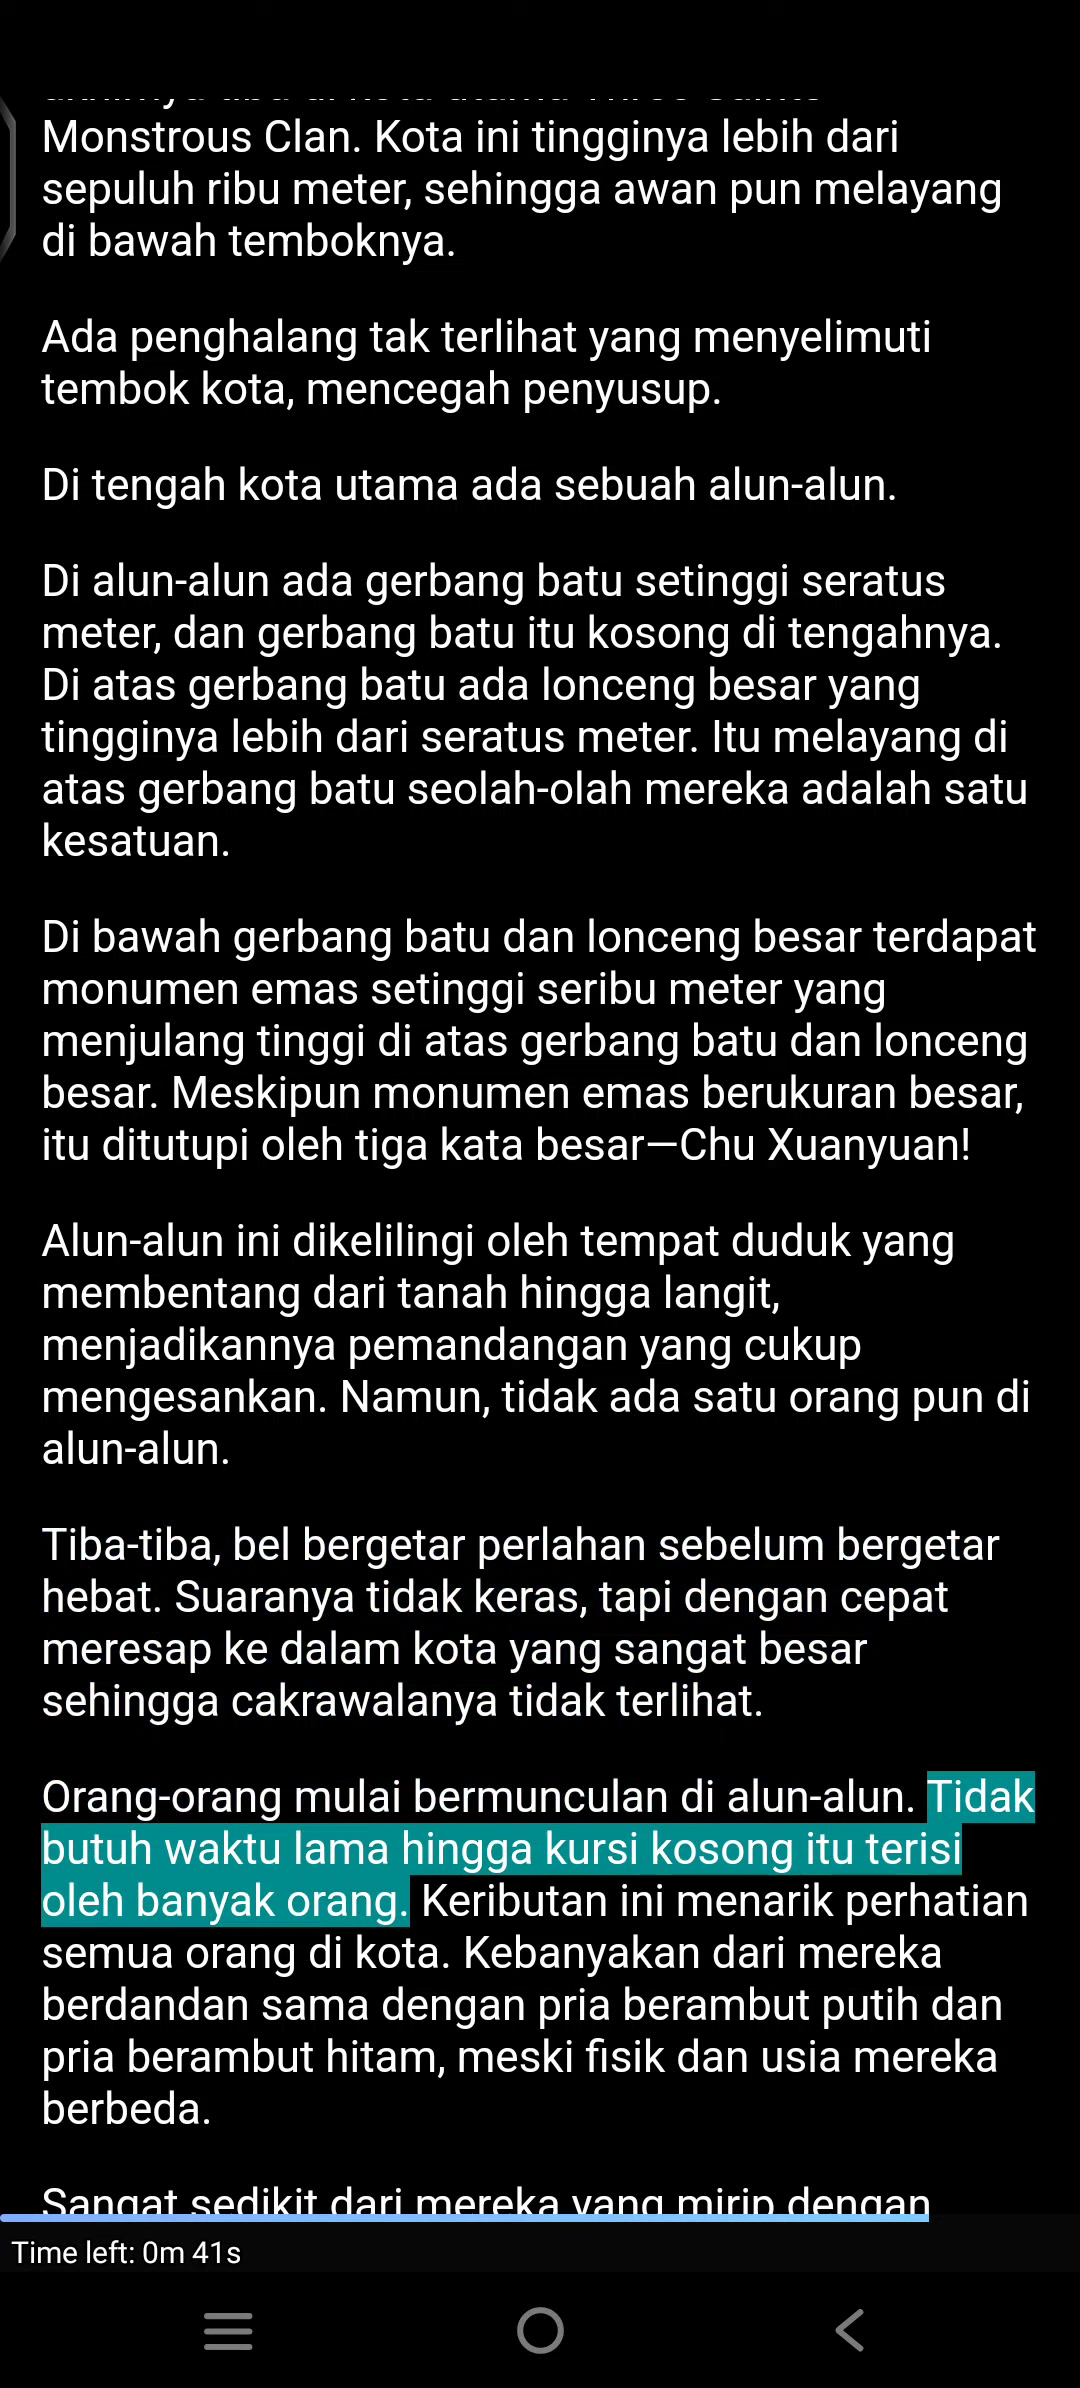 Monstrous Clan. Kota ini tingginya lebih dari
sepuluh ribu meter, sehingga awan pun melayang
di bawah temboknya.
Ada penghalang tak terlihat yang menyelimuti
tembok kota, mencegah penyusup.
Di tengah kota utama ada sebuah alun-alun.
Di alun-alun ada gerbang batu setinggi seratus
meter, dan gerbang batu itu kosong di tengahnya.
Di atas gerbang batu ada lonceng besar yang
tingginya lebih dari seratus meter. Itu melayang di
atas gerbang batu seolah-olah mereka adalah satu
kesatuan.
Di bawah gerbang batu dan lonceng besar terdapat
monumen emas setinggi seribu meter yang
menjulang tinggi di atas gerbang batu dan lonceng
besar. Meskipun monumen emas berukuran besar,
itu ditutupi oleh tiga kata besar—Chu Xuanyuan!
Alun-alun ini dikelilingi oleh tempat duduk yang
membentang dari tanah hingga langit,
menjadikannya pemandangan yang cukup
mengesankan. Namun, tidak ada satu orang pun di
alun-alun.
Tiba-tiba, bel bergetar perlahan sebelum bergetar
hebat. Suaranya tidak keras, tapi dengan cepat
meresap ke dalam kota yang sangat besar
sehingga cakrawalanya tidak terlihat.
Orang-orang mulai bermunculan di alun-alun. Tidak
butuh waktu lama hingga kursi kosong itu terisi
oleh banyak orang. Keributan ini menarik perhatian
semua orang di kota. Kebanyakan dari mereka
berdandan sama dengan pria berambut putih dan
pria berambut hitam, meski fisik dan usia mereka
berbeda.
Sangat sedikit dari mereka yang mirip dengan
Time left: 0m 41s